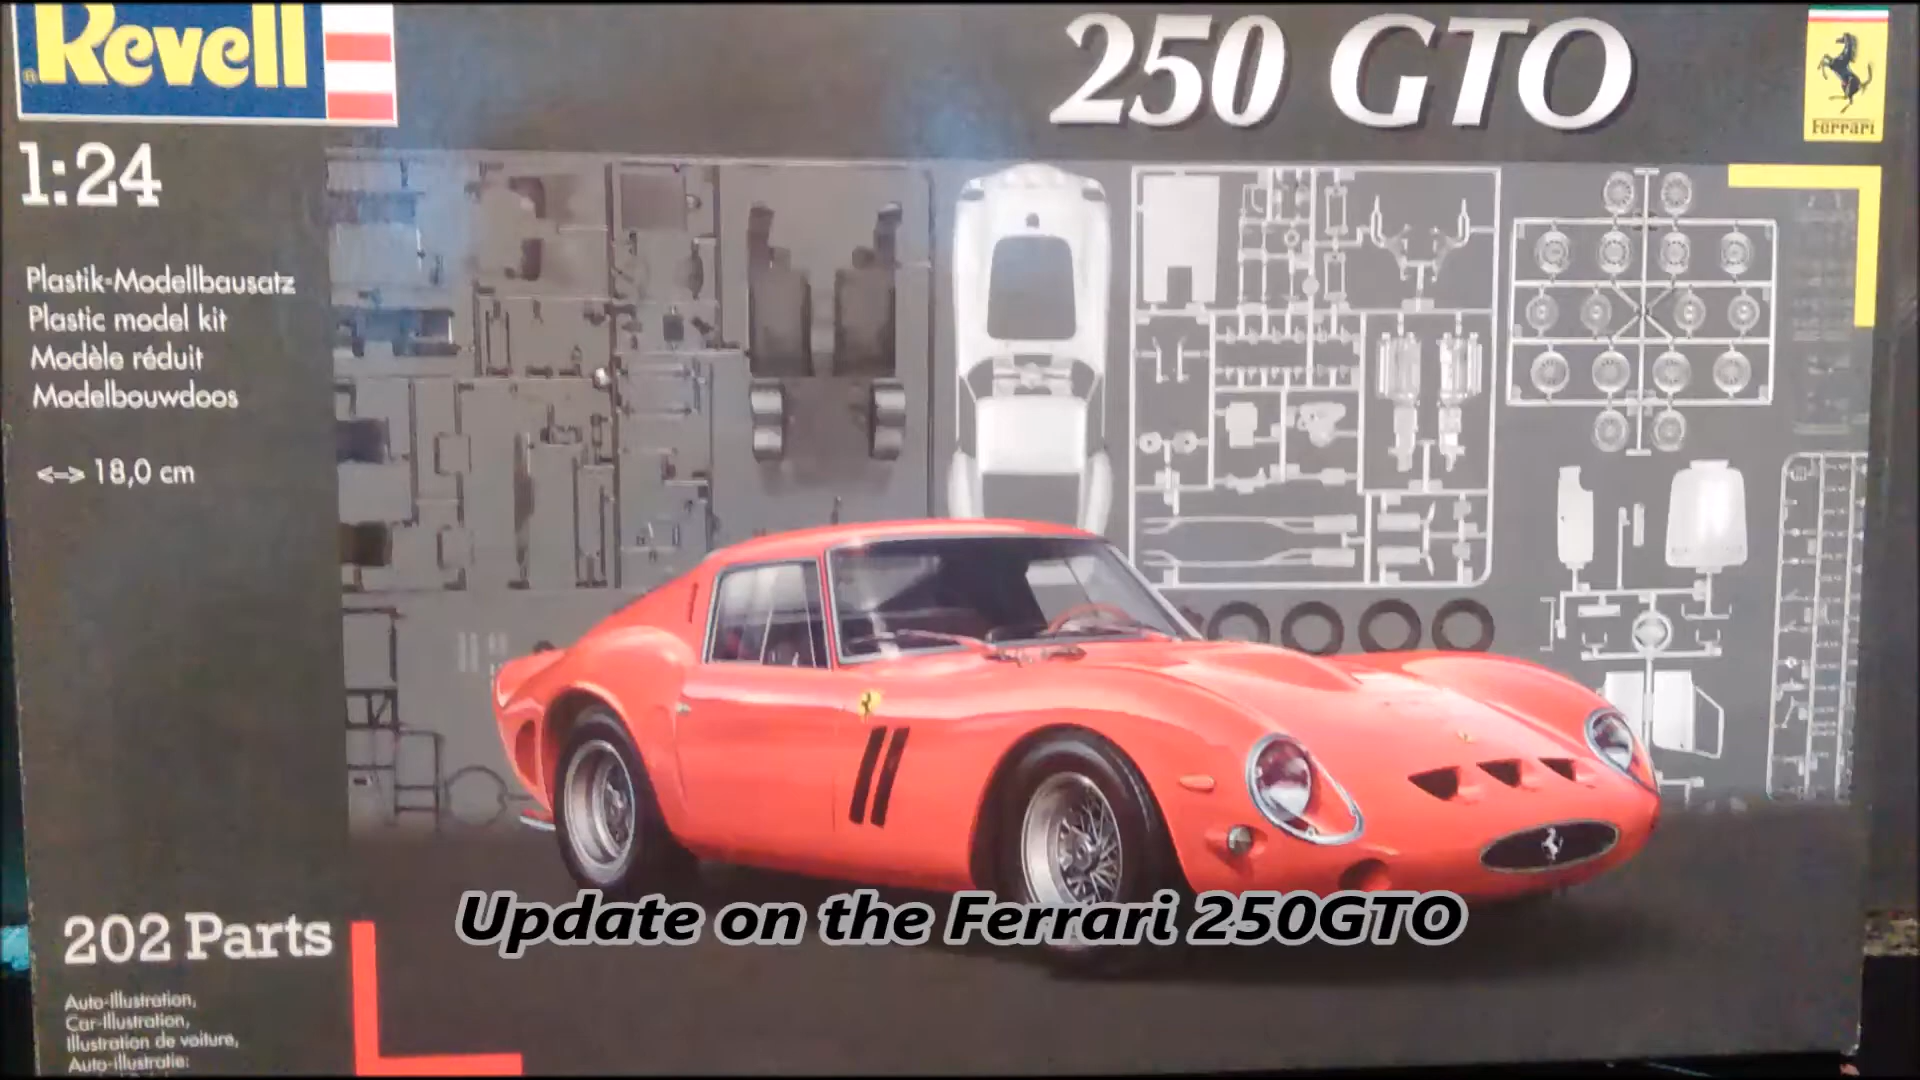 Revell
250 GTO
Ferrari
1:24
Plastik-Modellbausatz
Plastic model kit
Modèle réduit
Modelbouwdoos
<-> 18,0 cm
202 Parts
Update on the Ferrari 250GTO
Auto-Illustration,
Car-Illustration,
Illustration de voiture,
Auto-illustratie: